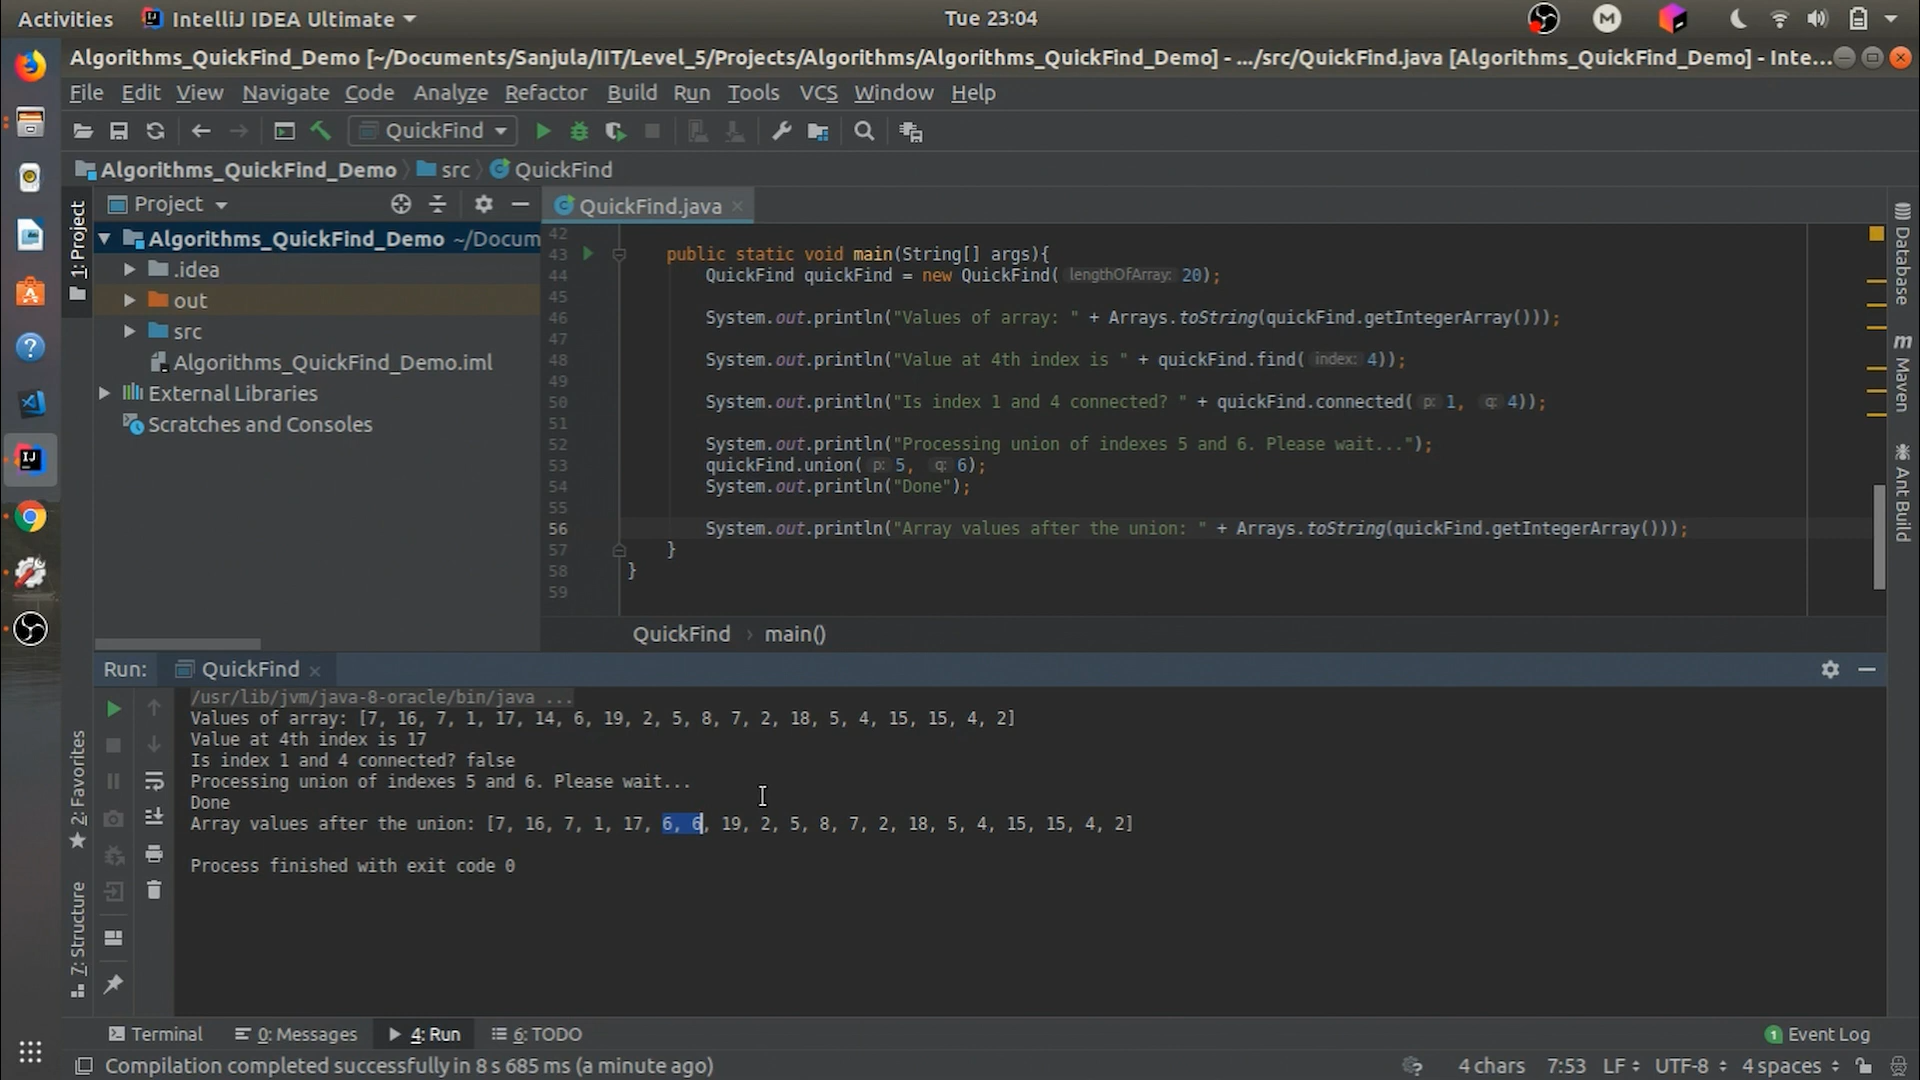 Activities IntelliJ IDEA Ultimate Tue 23:04
Algorithms_QuickFind_Demo [~/Documents/Sanjula/IIT/Level_5/Projects/Algorithms/Algorithms_QuickFind_Demo] - .../src/QuickFind.java [Algorithms_QuickFind_Demo] - Inte...
File Edit View Navigate Code Analyze Refactor Build Run Tools VCS Window Help
QuickFind
Algorithms_QuickFind_Demo src QuickFind
1: Project
Project
Algorithms_QuickFind_Demo ~/Docum
.idea
out
src
Algorithms_QuickFind_Demo.iml
External Libraries
Scratches and Consoles
QuickFind.java
42
43 public static void main(String[] args){
44 QuickFind quickFind = new QuickFind( lengthOfArray: 20);
45
46 System.out.println("Values of array: " + Arrays.toString(quickFind.getIntegerArray()));
47
48 System.out.println("Value at 4th index is " + quickFind.find( index: 4));
49
50 System.out.println("Is index 1 and 4 connected? " + quickFind.connected( p: 1, q: 4));
51
52 System.out.println("Processing union of indexes 5 and 6. Please wait...");
53 quickFind.union( p: 5, q: 6);
54 System.out.println("Done");
55
56 System.out.println("Array values after the union: " + Arrays.toString(quickFind.getIntegerArray()));
57 }
58 }
59
QuickFind main()
Database
m Maven
Ant Build
Run: QuickFind
/usr/lib/jvm/java-8-oracle/bin/java ...
Values of array: [7, 16, 7, 1, 17, 14, 6, 19, 2, 5, 8, 7, 2, 18, 5, 4, 15, 15, 4, 2]
Value at 4th index is 17
Is index 1 and 4 connected? false
Processing union of indexes 5 and 6. Please wait...
Done
Array values after the union: [7, 16, 7, 1, 17, 6, 6, 19, 2, 5, 8, 7, 2, 18, 5, 4, 15, 15, 4, 2]
Process finished with exit code 0
2: Favorites
7: Structure
Terminal 0: Messages 4: Run 6: TODO 1 Event Log
Compilation completed successfully in 8 s 685 ms (a minute ago) 4 chars 7:53 LF UTF-8 4 spaces